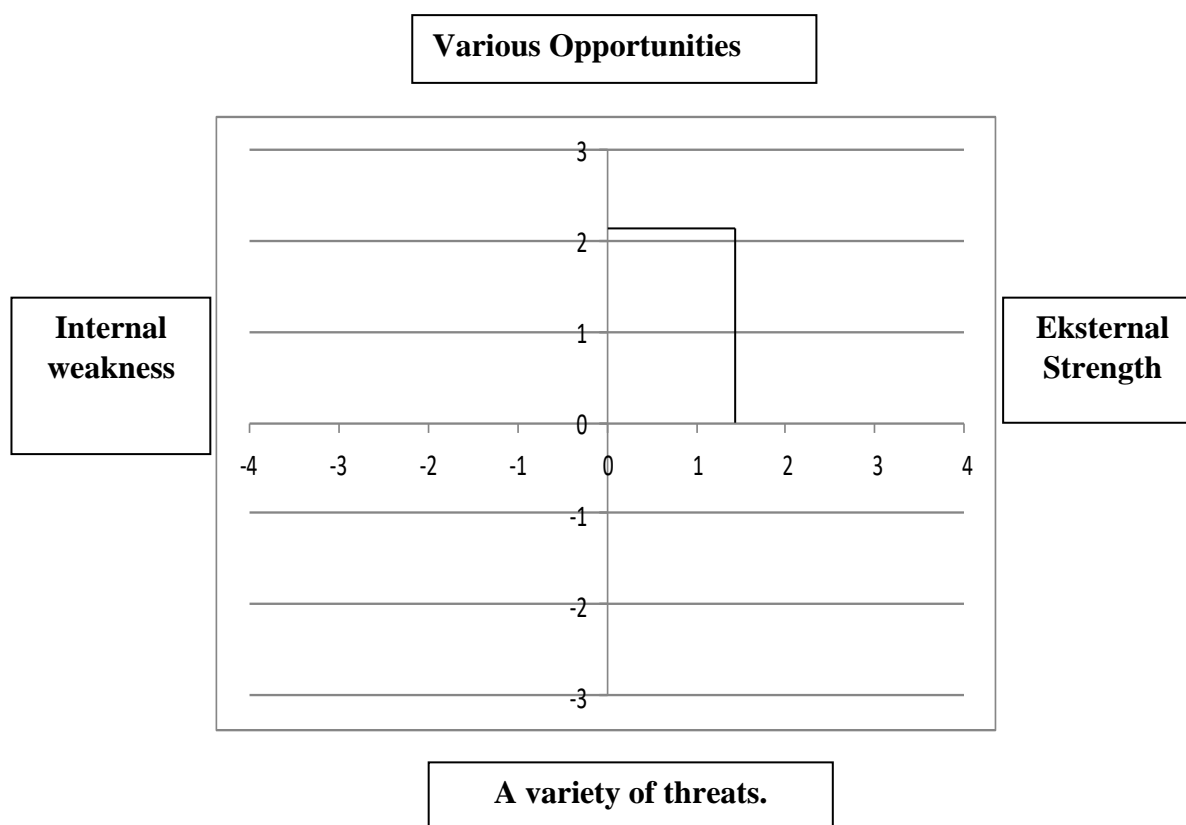 Various Opportunities
3
2
Internal
weakness
1
Eksternal
Strength
0
-4 -3 -2 -1 0 1 2 3 4
-1
-2
-3
A variety of threats.